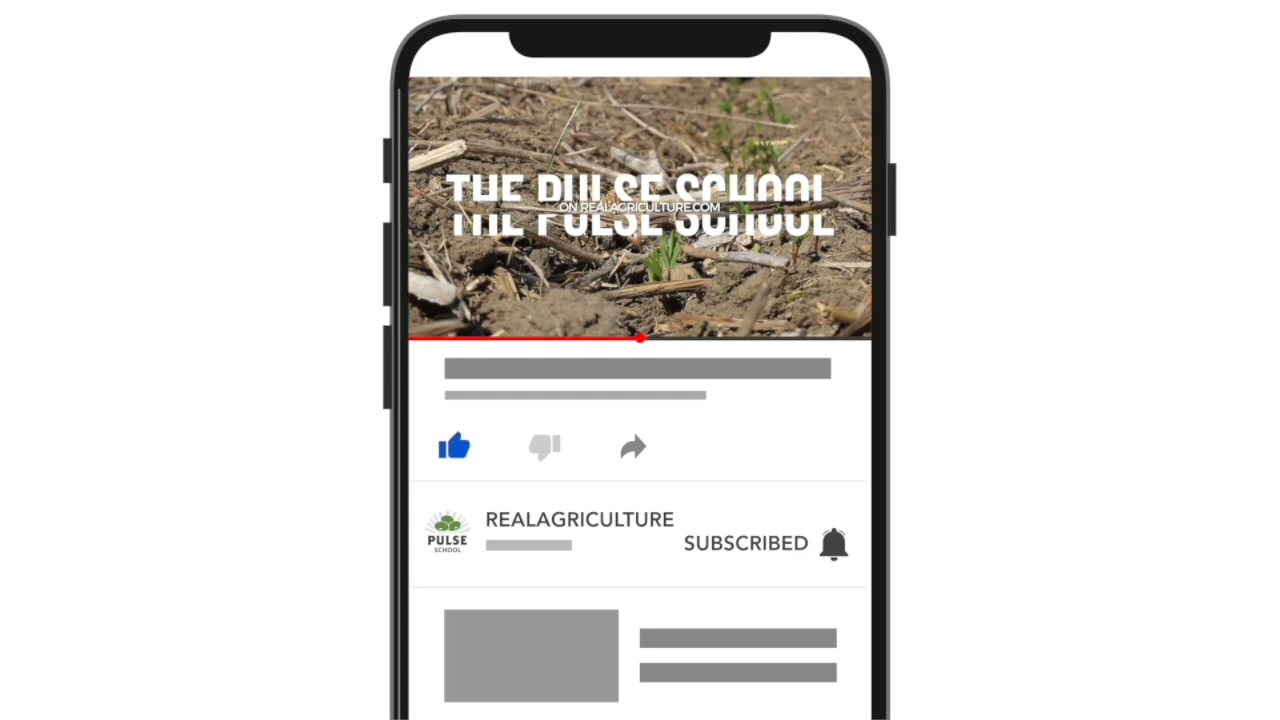 THE PULSE SCHOOL
ON REALAGRICULTURE.COM
PULSE
SCHOOL
REALAGRICULTURE
SUBSCRIBED